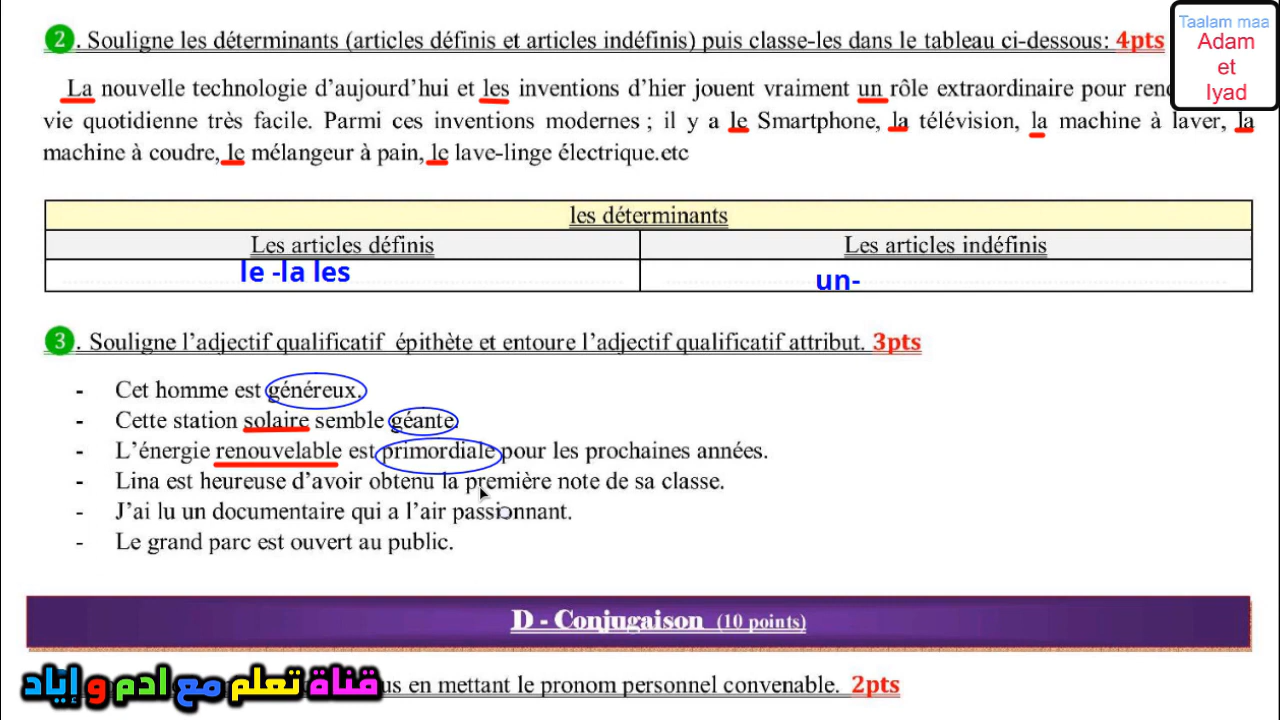 Taalam maa
Adam
et
Iyad
2. Souligne les déterminants (articles définis et articles indéfinis) puis classe-les dans le tableau ci-dessous: 4pts
La nouvelle technologie d’aujourd’hui et les inventions d’hier jouent vraiment un rôle extraordinaire pour
vie quotidienne très facile. Parmi ces inventions modernes ; il y a le Smartphone, la télévision, la machine à laver, la
machine à coudre, le mélangeur à pain, le lave-linge électrique.etc
les déterminants
Les articles définis Les articles indéfinis
le -la les un-
3. Souligne l’adjectif qualificatif épithète et entoure l’adjectif qualificatif attribut. 3pts
- Cet homme est généreux.
- Cette station solaire semble géante.
- L’énergie renouvelable est primordiale pour les prochaines années.
- Lina est heureuse d’avoir obtenu la première note de sa classe.
- J’ai lu un documentaire qui a l’air passionnant.
- Le grand parc est ouvert au public.
D - Conjugaison (10 points)
قناة تعلم مع ادم و إياد
en mettant le pronom personnel convenable. 2pts